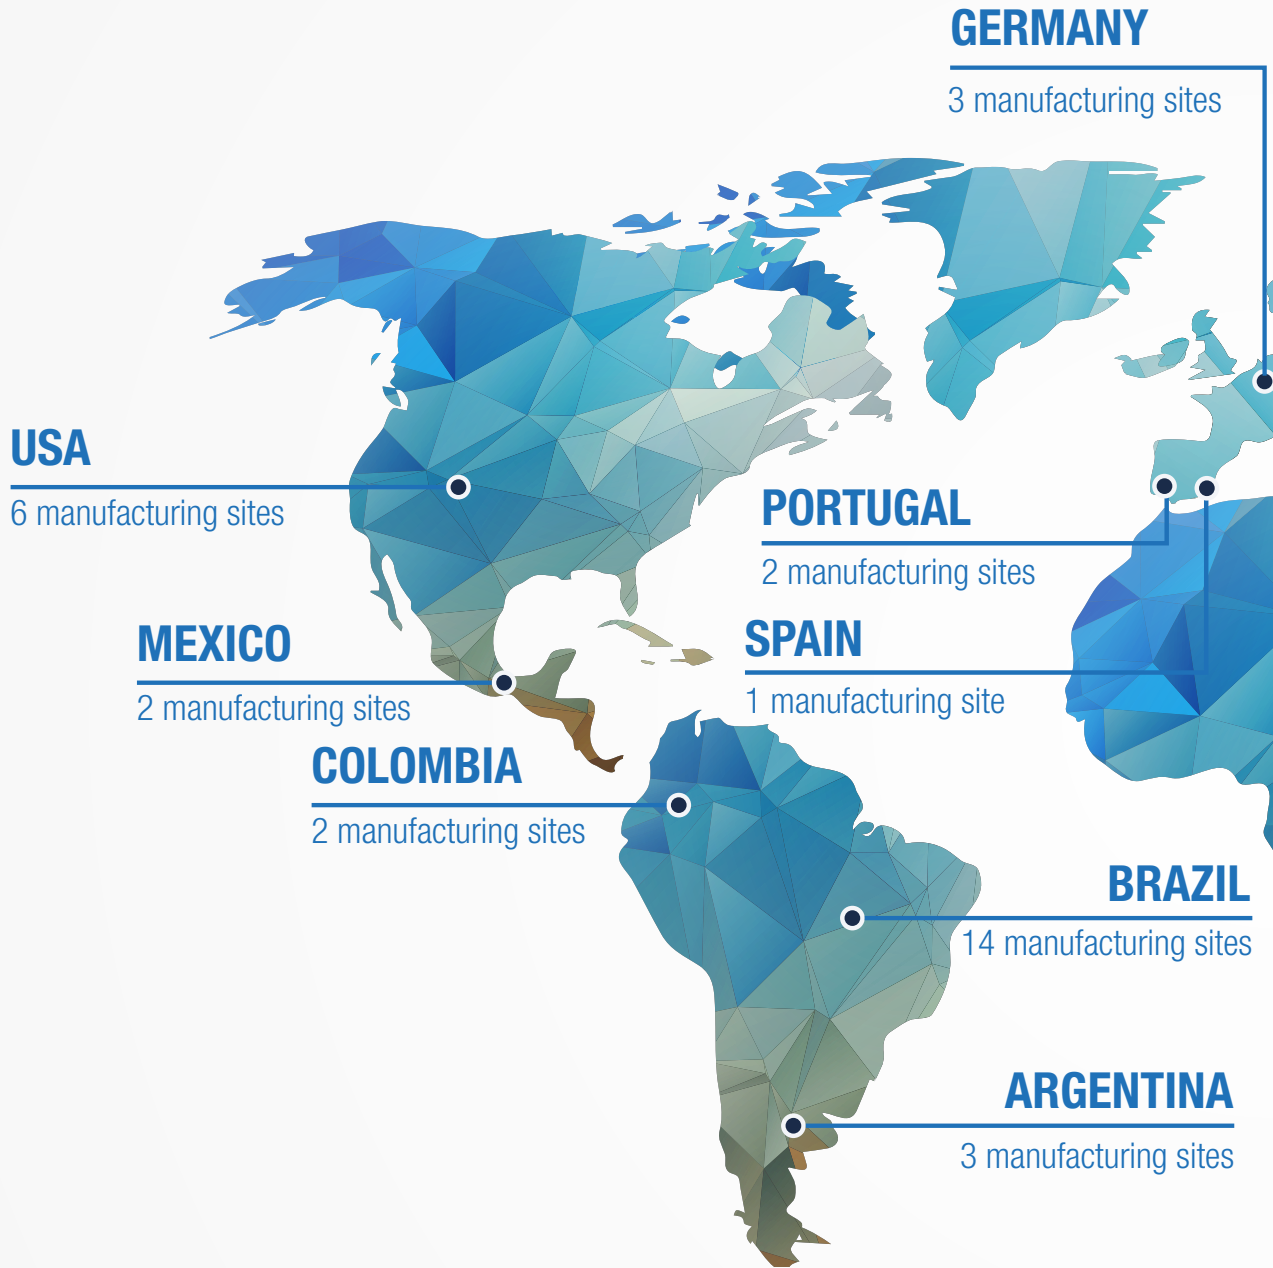 GERMANY
3 manufacturing sites
USA
6 manufacturing sites
PORTUGAL
2 manufacturing sites
MEXICO
2 manufacturing sites
SPAIN
1 manufacturing site
COLOMBIA
2 manufacturing sites
BRAZIL
14 manufacturing sites
ARGENTINA
3 manufacturing sites